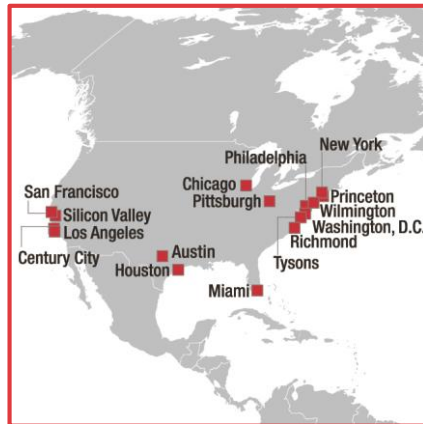 New York
Philadelphia
Chicago
Pittsburgh
Princeton
Wilmington
Washington, D.C.
Richmond
Tysons
San Francisco
Silicon Valley
Los Angeles
Century City
Austin
Houston
Miami